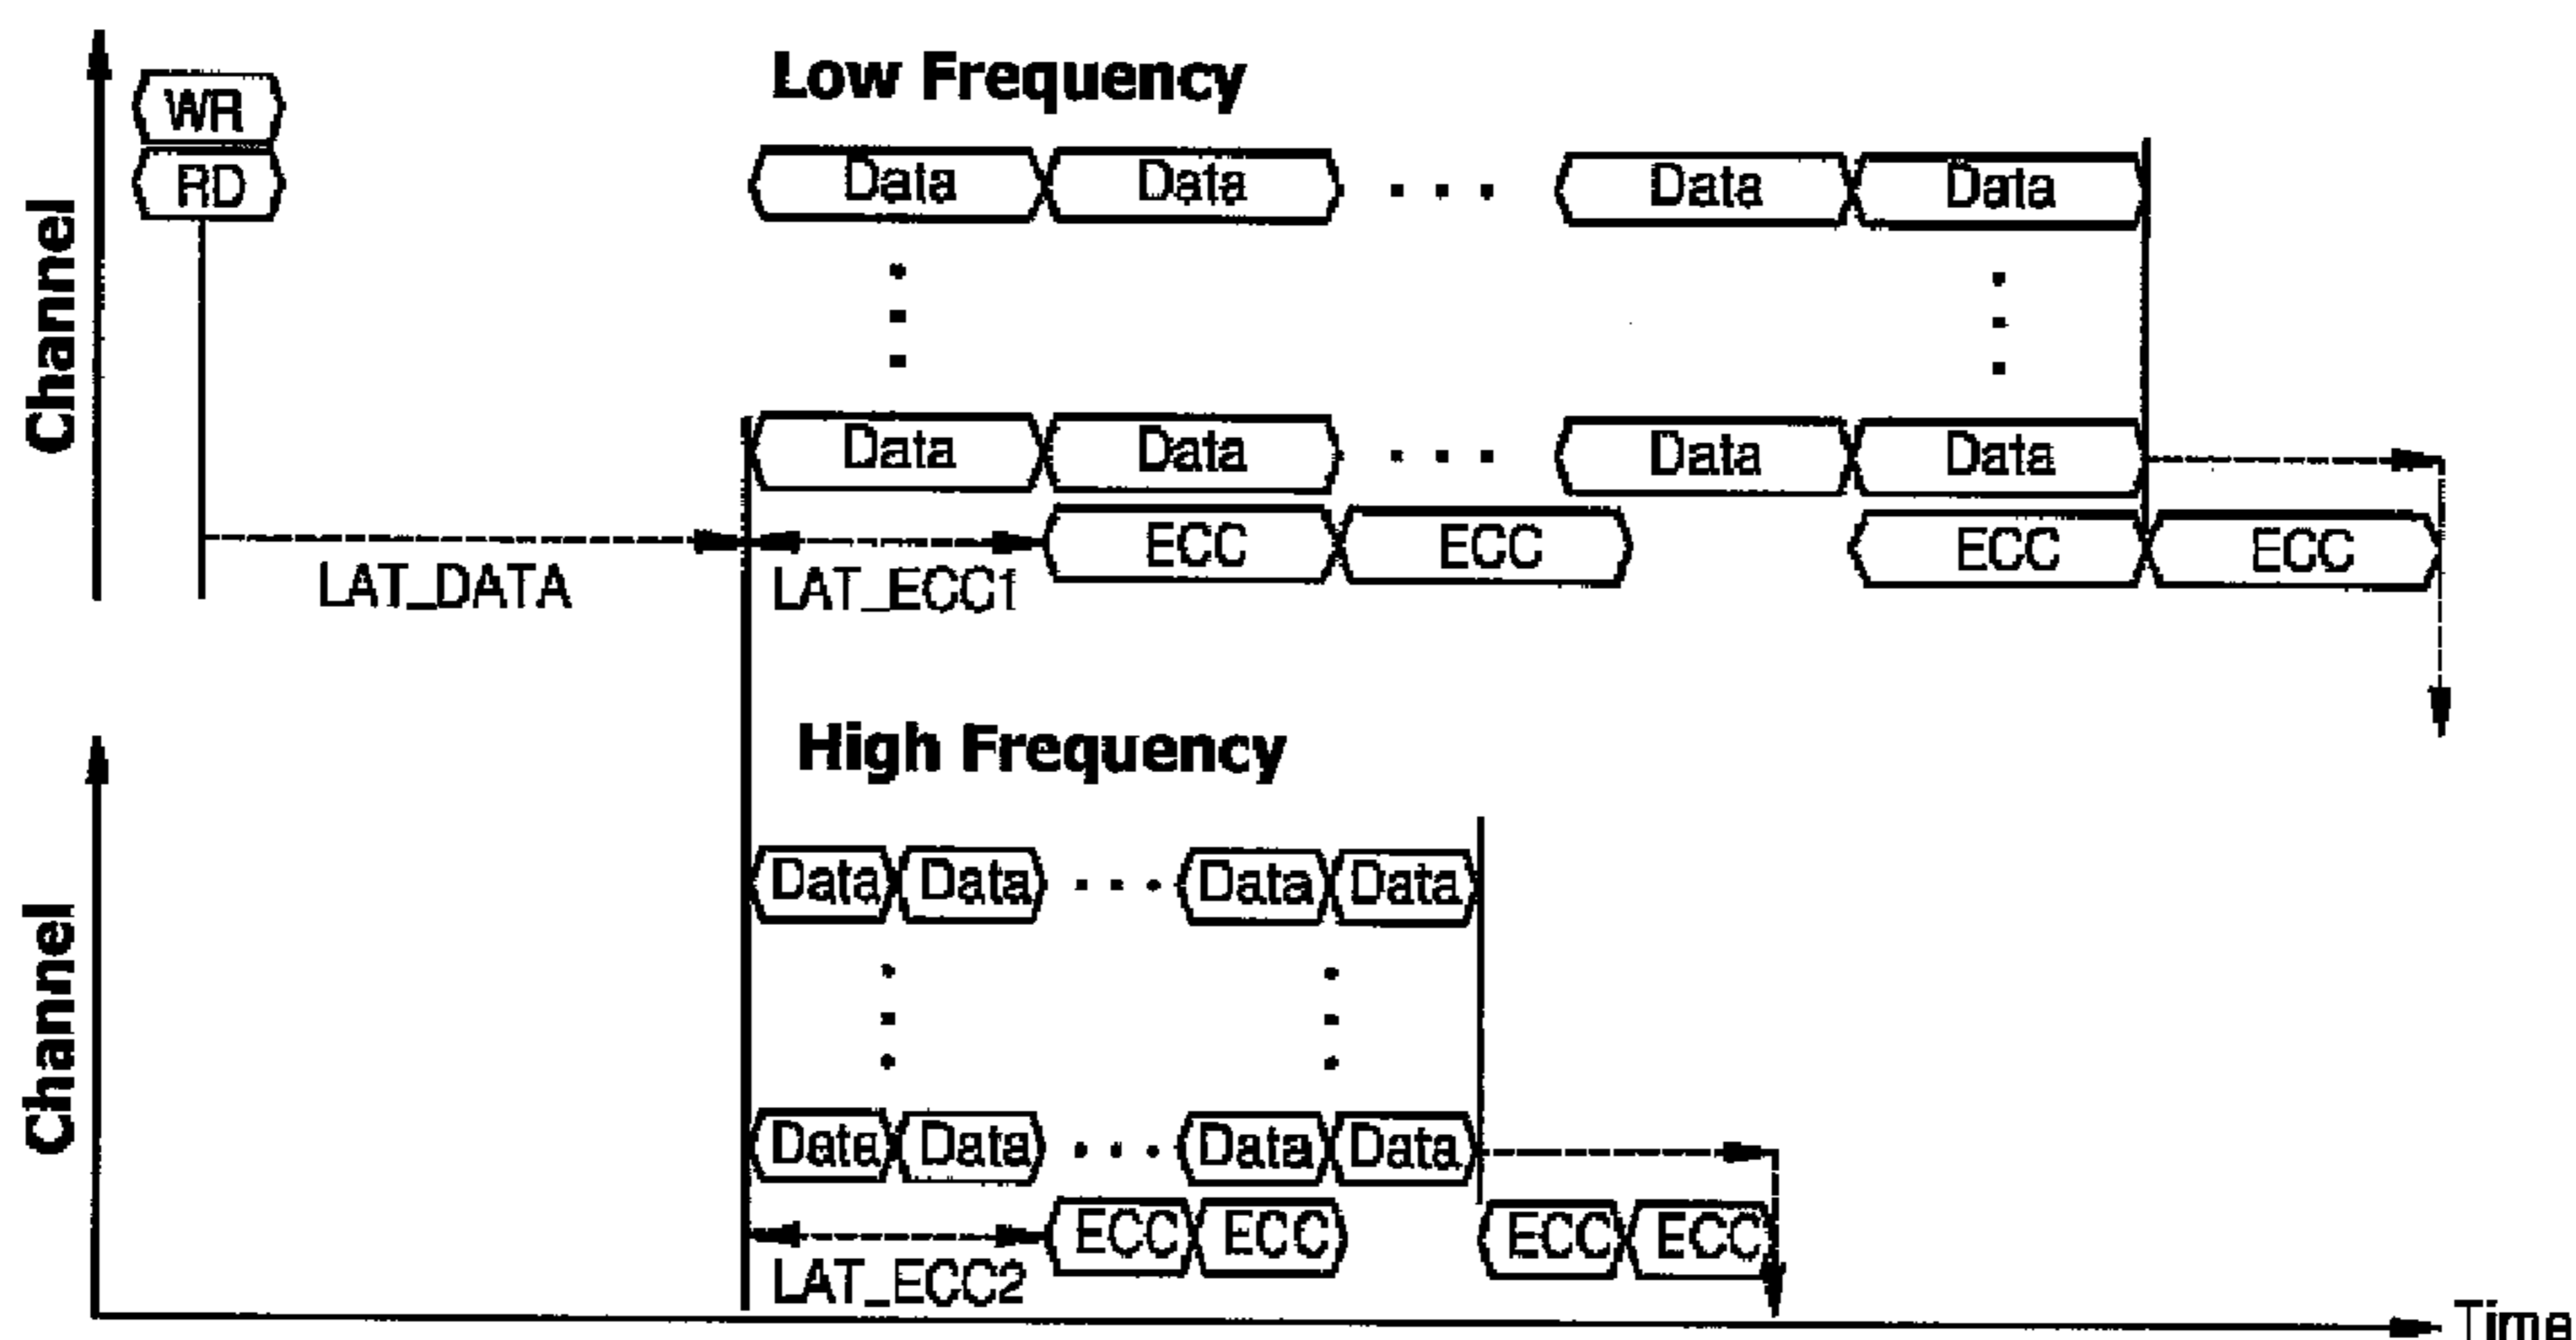 Low Frequency
WR
RD
Data Data ... Data Data
Channel
Data Data ... Data Data
ECC ECC ECC ECC
LAT_DATA LAT_ECC1
High Frequency
Data Data ... Data Data
Channel
Data Data ... Data Data
ECC ECC ECC ECC
LAT_ECC2
Time